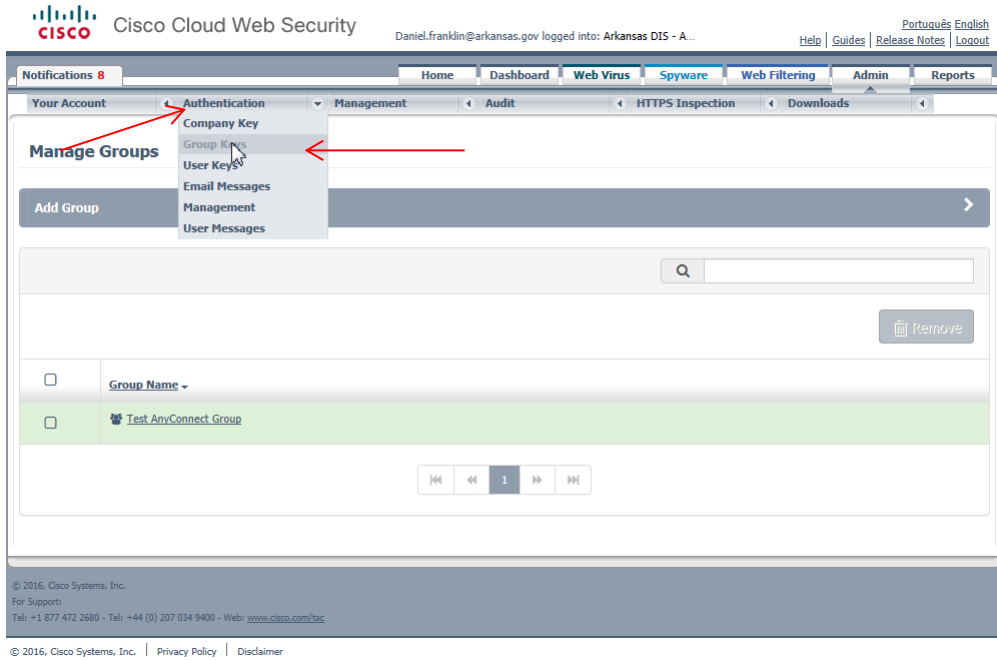 CISCO Cisco Cloud Web Security
Daniel.franklin@arkansas.gov logged into: Arkansas DIS - A...
Português English
Help | Guides | Release Notes | Logout
Notifications 8
Home Dashboard Web Virus Spyware Web Filtering Admin Reports
Your Account Authentication Management Audit HTTPS Inspection Downloads
Company Key
Group Keys
User Keys
Email Messages
Management
User Messages
Manage Groups
Add Group
Remove
Group Name
Test AnyConnect Group
1
© 2016, Cisco Systems, Inc.
For Support:
Tel: +1 877 472 2680 - Tel: +44 (0) 207 034 9400 - Web: www.cisco.com/tac
© 2016, Cisco Systems, Inc. | Privacy Policy | Disclaimer